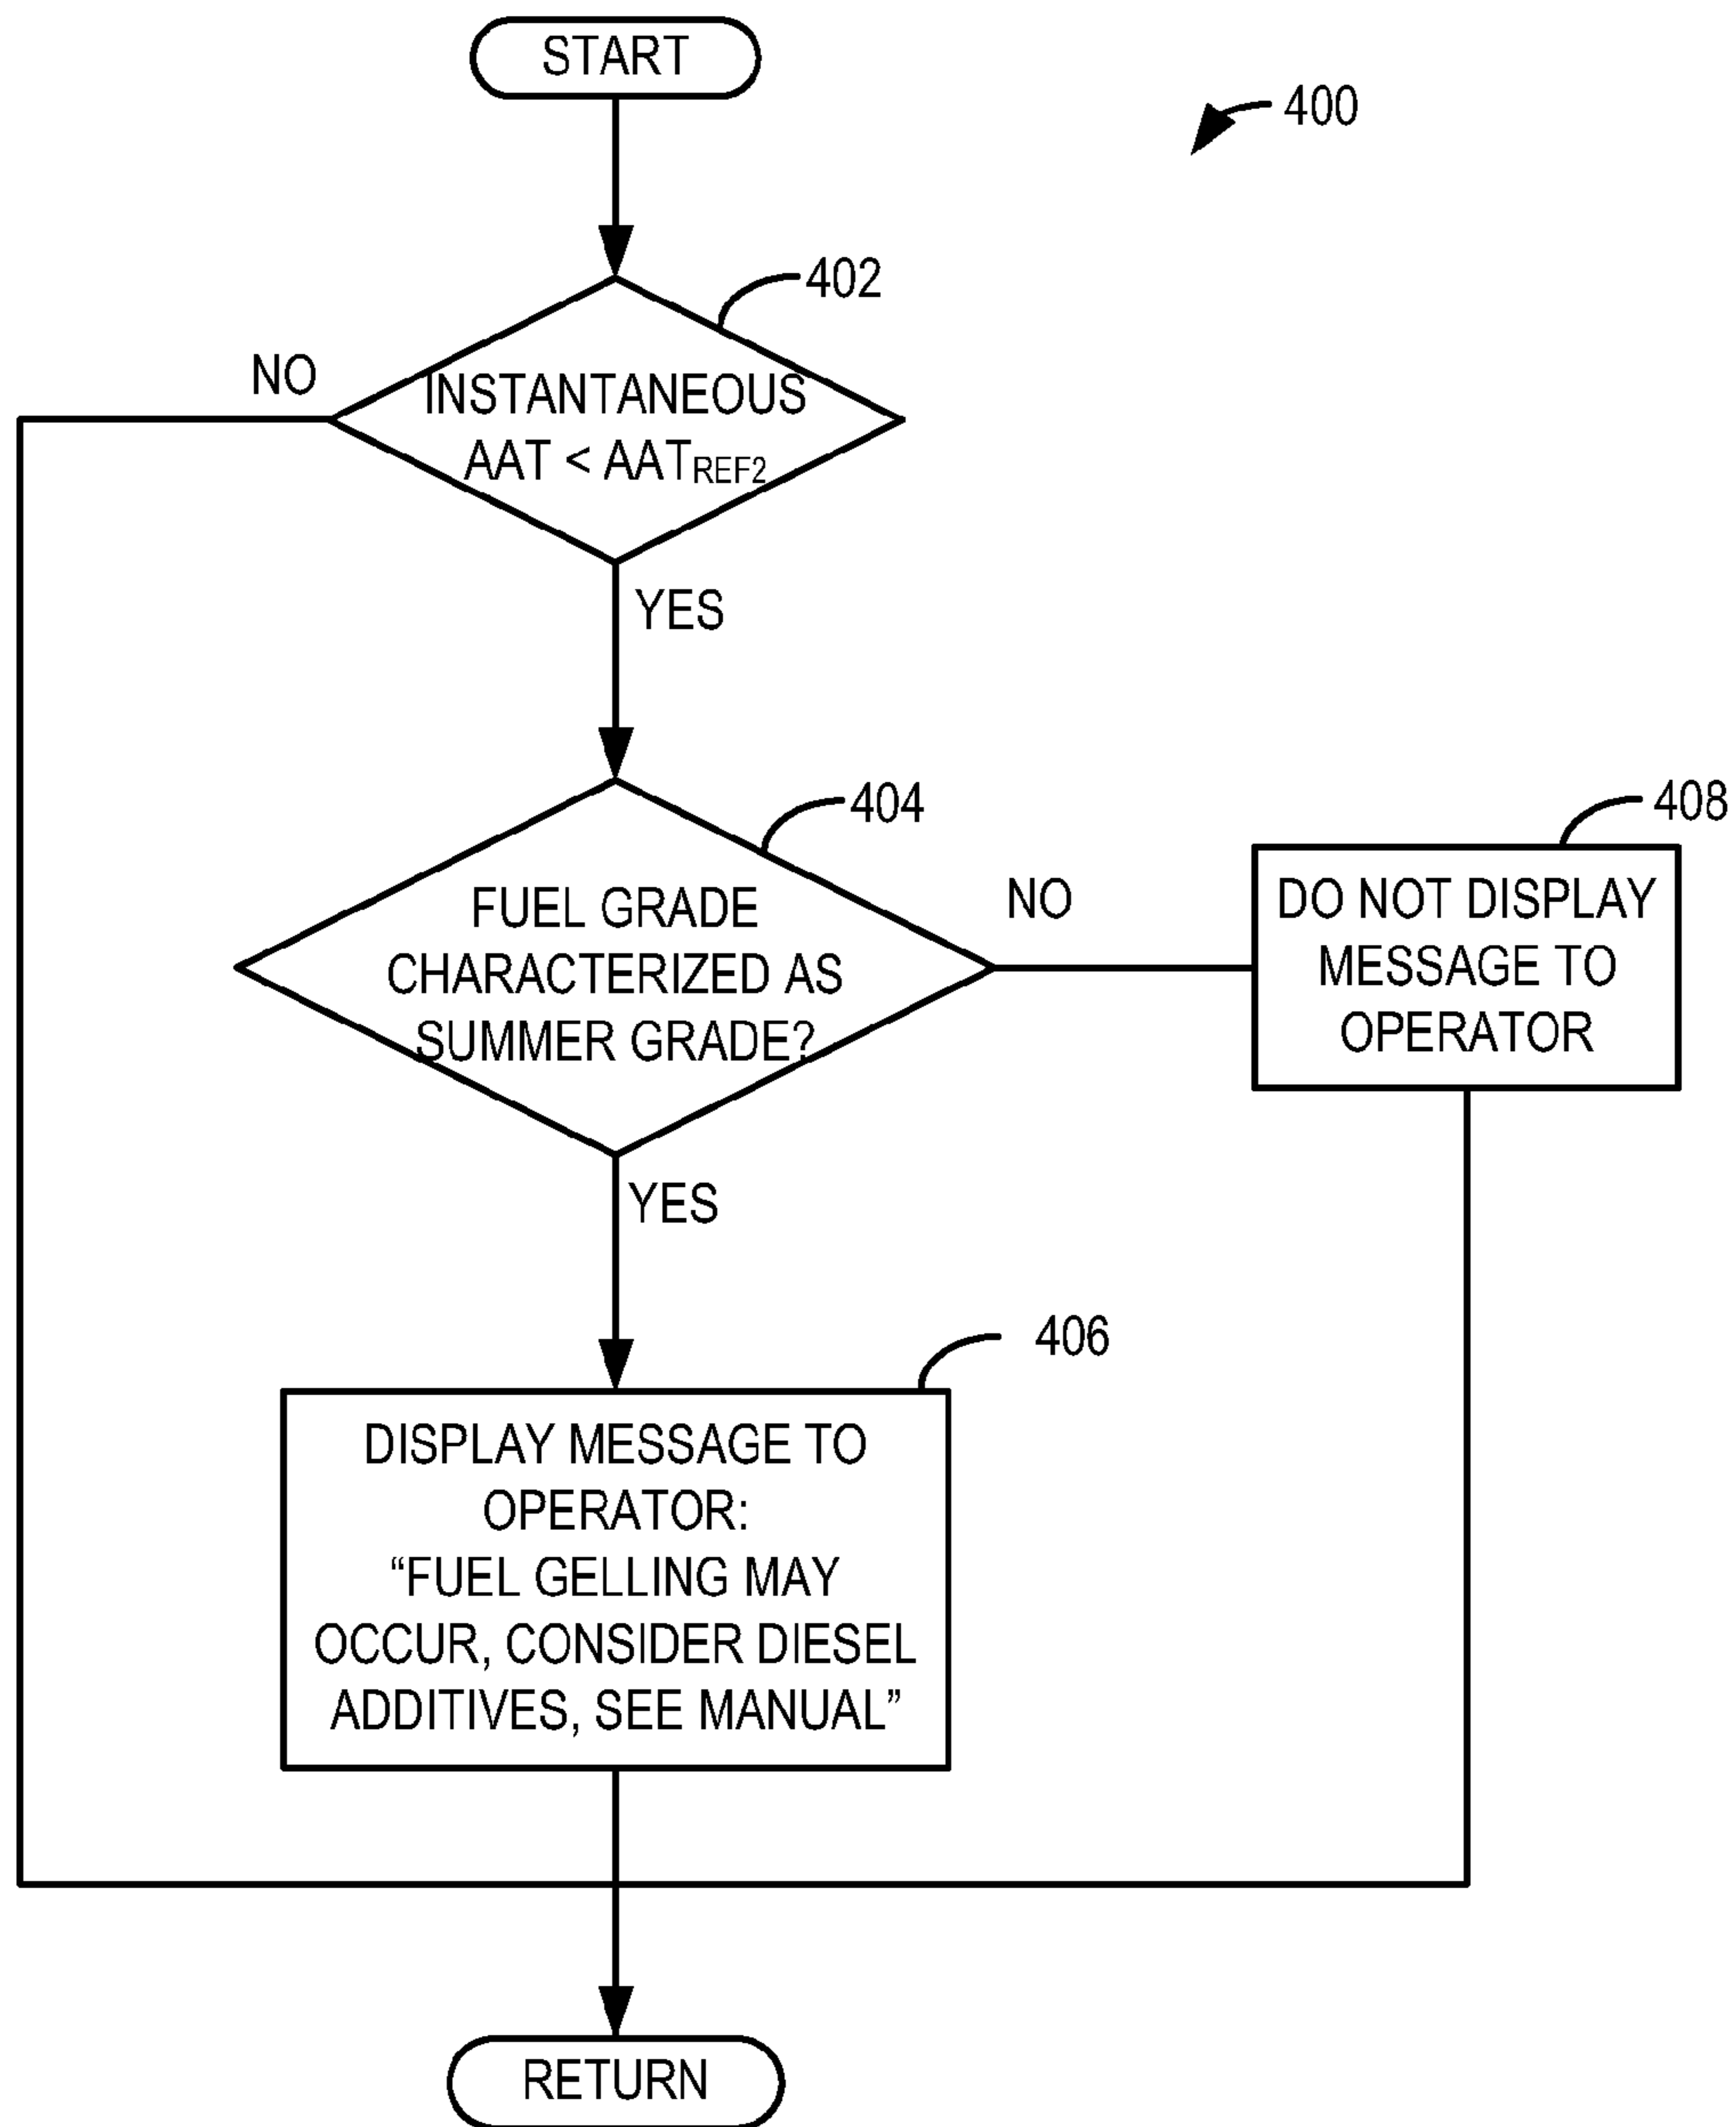 START
400
402
NO
INSTANTANEOUS
AAT < AATREF2
YES
404
408
FUEL GRADE
CHARACTERIZED AS
SUMMER GRADE?
NO
DO NOT DISPLAY
MESSAGE TO
OPERATOR
YES
406
DISPLAY MESSAGE TO
OPERATOR:
“FUEL GELLING MAY
OCCUR, CONSIDER DIESEL
ADDITIVES, SEE MANUAL”
RETURN